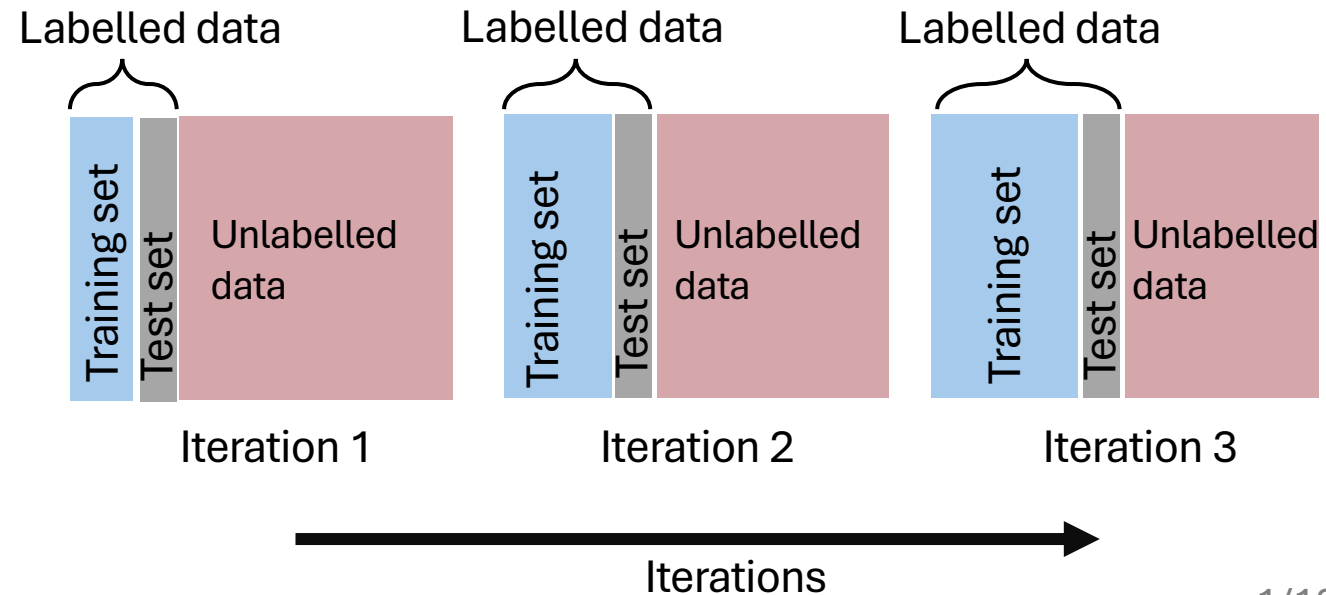 Labelled data
Labelled data
Labelled data
Training set
Test set
Unlabelled
data
Training set
Test set
Unlabelled
data
Training set
Test set
Unlabelled
data
Iteration 1
Iteration 2
Iteration 3
Iterations